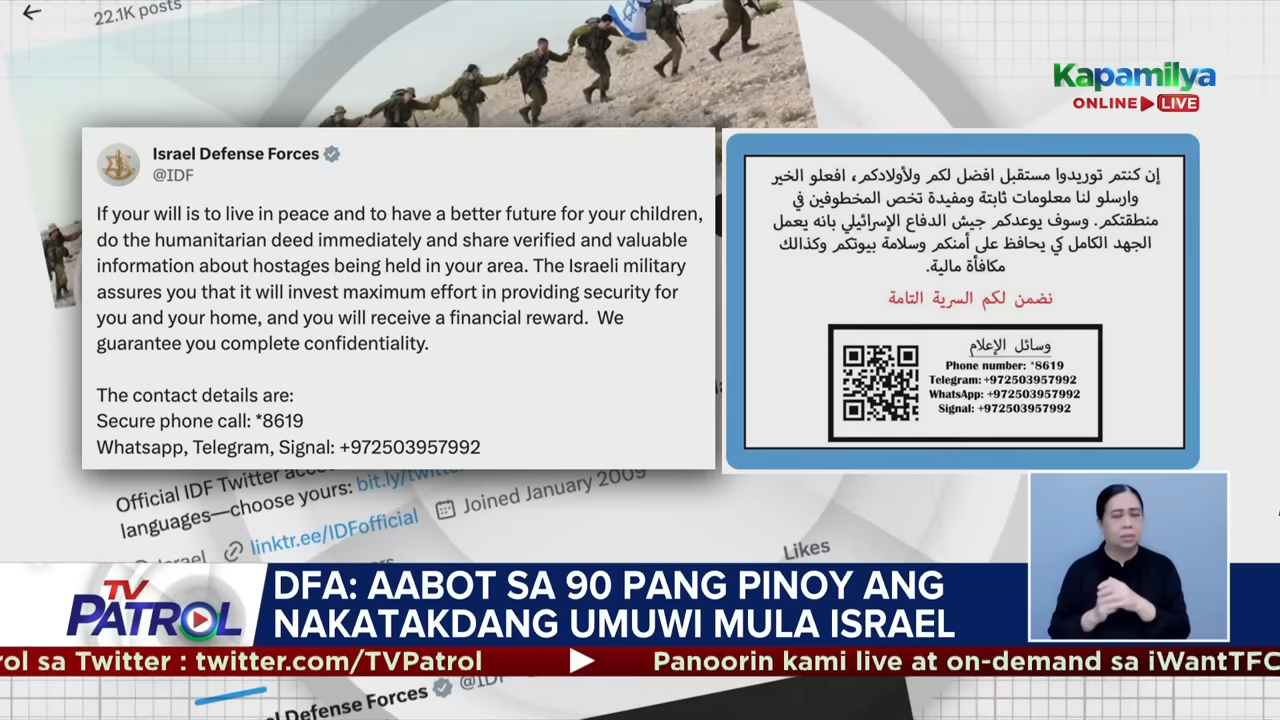 22.1K posts
Kapamilya
ONLINE LIVE
Israel Defense Forces
@IDF
If your will is to live in peace and to have a better future for your children,
do the humanitarian deed immediately and share verified and valuable
information about hostages being held in your area. The Israeli military
assures you that it will invest maximum effort in providing security for
you and your home, and you will receive a financial reward. We
guarantee you complete confidentiality.
The contact details are:
Secure phone call: *8619
Whatsapp, Telegram, Signal: +972503957992
إن كنتم توريدوا مستقبل افضل لكم ولأولادكم، افعلو الخير
وارسلو لنا معلومات ثابتة ومفيدة تخص المخطوفين في
منطقتكم. وسوف يوعدكم جيش الدفاع الإسرائيلي بانه يعمل
الجهد الكامل كي يحافظ على أمنكم وسلامة بيوتكم وكذالك
مكافأة مالية.
نضمن لكم السرية التامة
وسائل الإعلام
Phone number: *8619
Telegram: +972503957992
WhatsApp: +972503957992
Signal: +972503957992
Official IDF Twitter
languages—choose yours: bit.ly/
Israel linktr.ee/IDFofficial Joined January 2009
Likes
TV PATROL
DFA: AABOT SA 90 PANG PINOY ANG
NAKATAKDANG UMUWI MULA ISRAEL
sa Twitter : twitter.com/TVPatrol Panoorin kami live at on-demand sa iWantTFC
Defense Forces